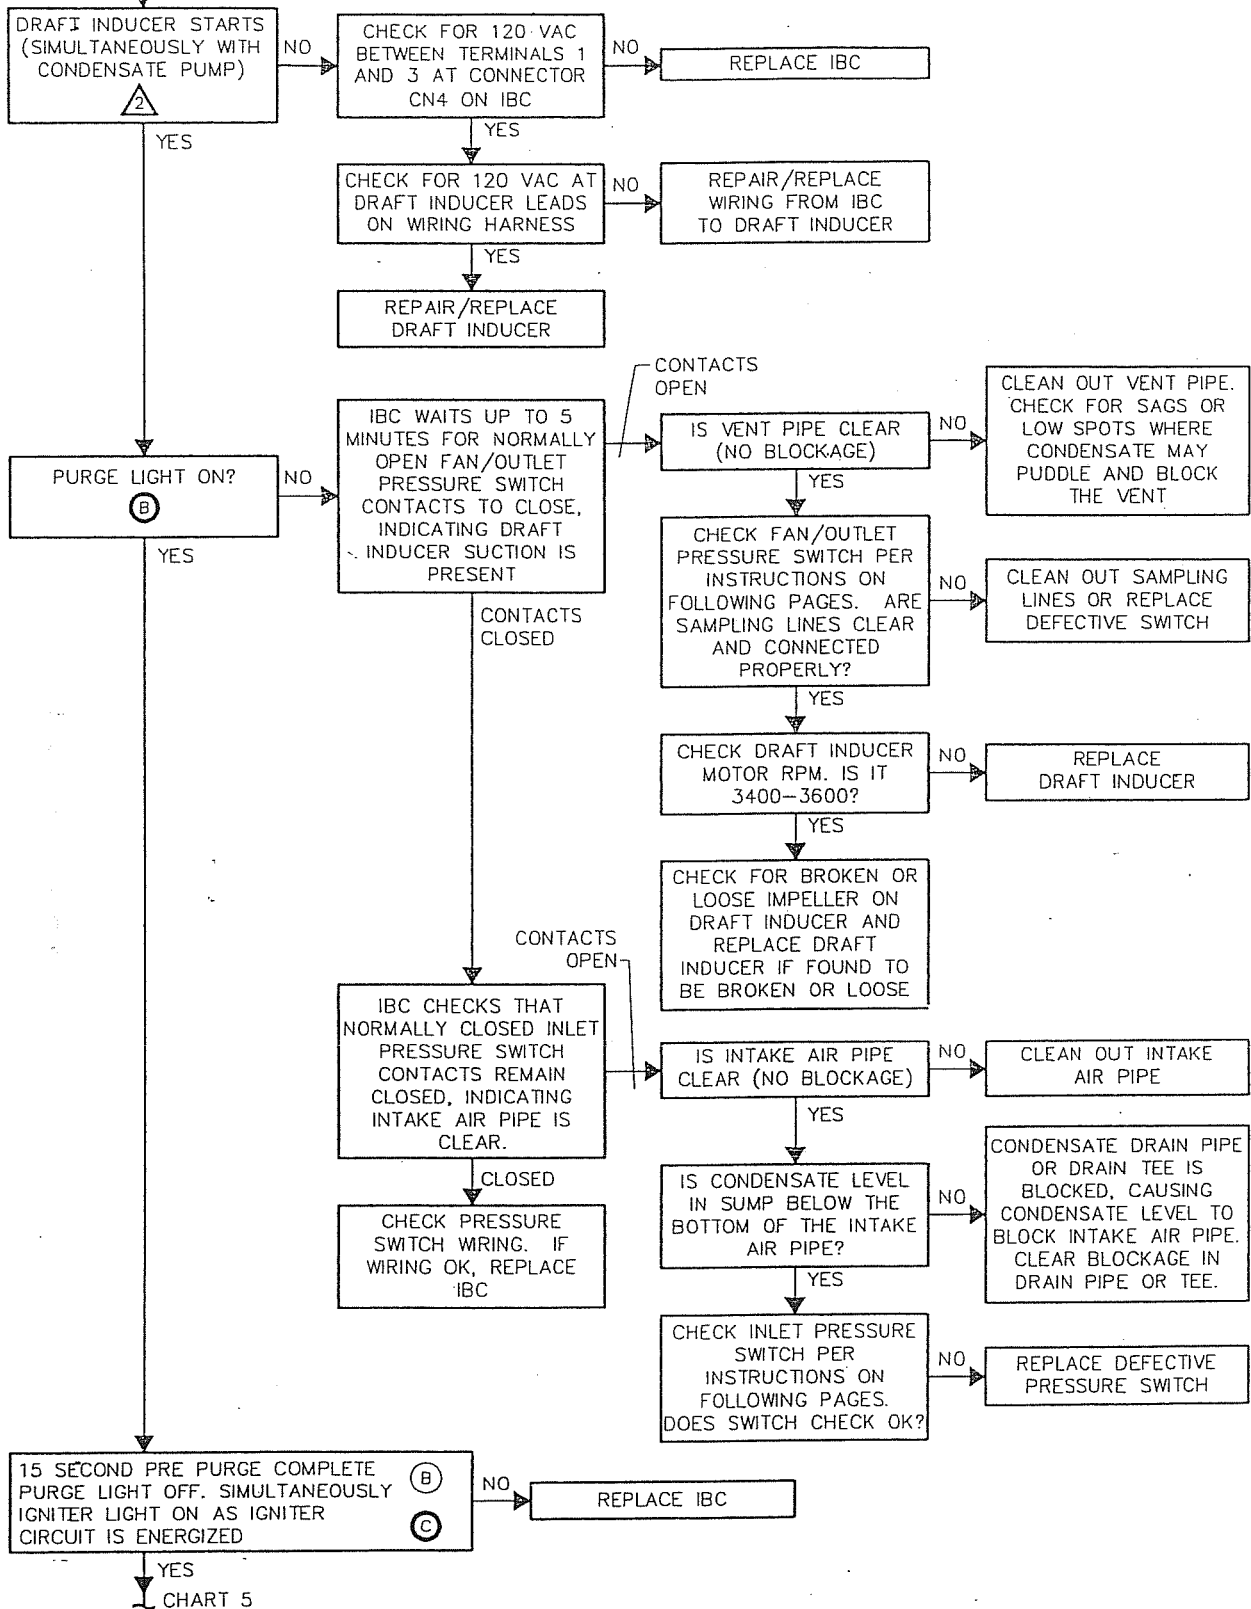 DRAFT INDUCER STARTS
(SIMULTANEOUSLY WITH
CONDENSATE PUMP)
2
NO
CHECK FOR 120 VAC
BETWEEN TERMINALS 1
AND 3 AT CONNECTOR
CN4 ON IBC
NO
REPLACE IBC
YES
YES
CHECK FOR 120 VAC AT
DRAFT INDUCER LEADS
ON WIRING HARNESS
NO
REPAIR/REPLACE
WIRING FROM IBC
TO DRAFT INDUCER
YES
REPAIR/REPLACE
DRAFT INDUCER
PURGE LIGHT ON?
B
NO
IBC WAITS UP TO 5
MINUTES FOR NORMALLY
OPEN FAN/OUTLET
PRESSURE SWITCH
CONTACTS TO CLOSE,
INDICATING DRAFT
INDUCER SUCTION IS
PRESENT
CONTACTS
OPEN
IS VENT PIPE CLEAR
(NO BLOCKAGE)
NO
CLEAN OUT VENT PIPE.
CHECK FOR SAGS OR
LOW SPOTS WHERE
CONDENSATE MAY
PUDDLE AND BLOCK
THE VENT
YES
CHECK FAN/OUTLET
PRESSURE SWITCH PER
INSTRUCTIONS ON
FOLLOWING PAGES. ARE
SAMPLING LINES CLEAR
AND CONNECTED
PROPERLY?
NO
CLEAN OUT SAMPLING
LINES OR REPLACE
DEFECTIVE SWITCH
YES
CHECK DRAFT INDUCER
MOTOR RPM. IS IT
3400-3600?
NO
REPLACE
DRAFT INDUCER
YES
CHECK FOR BROKEN OR
LOOSE IMPELLER ON
DRAFT INDUCER AND
REPLACE DRAFT
INDUCER IF FOUND TO
BE BROKEN OR LOOSE
YES
CONTACTS
CLOSED
IBC CHECKS THAT
NORMALLY CLOSED INLET
PRESSURE SWITCH
CONTACTS REMAIN
CLOSED, INDICATING
INTAKE AIR PIPE IS
CLEAR.
CONTACTS
OPEN
IS INTAKE AIR PIPE
CLEAR (NO BLOCKAGE)
NO
CLEAN OUT INTAKE
AIR PIPE
YES
IS CONDENSATE LEVEL
IN SUMP BELOW THE
BOTTOM OF THE INTAKE
AIR PIPE?
NO
CONDENSATE DRAIN PIPE
OR DRAIN TEE IS
BLOCKED, CAUSING
CONDENSATE LEVEL TO
BLOCK INTAKE AIR PIPE.
CLEAR BLOCKAGE IN
DRAIN PIPE OR TEE.
YES
CHECK INLET PRESSURE
SWITCH PER
INSTRUCTIONS ON
FOLLOWING PAGES.
DOES SWITCH CHECK OK?
NO
REPLACE DEFECTIVE
PRESSURE SWITCH
CLOSED
CHECK PRESSURE
SWITCH WIRING. IF
WIRING OK, REPLACE
IBC
15 SECOND PRE PURGE COMPLETE
PURGE LIGHT OFF. SIMULTANEOUSLY
IGNITER LIGHT ON AS IGNITER
CIRCUIT IS ENERGIZED
B
C
NO
REPLACE IBC
YES
CHART 5